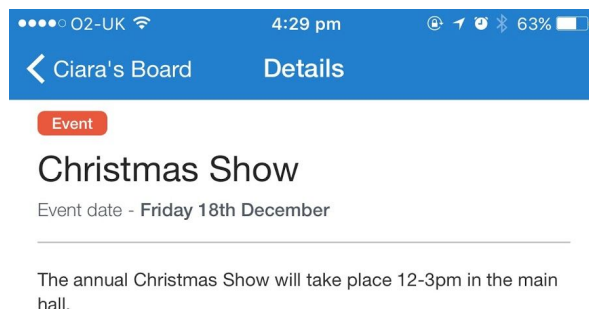 O2-UK 4:29 pm 63%
Ciara's Board Details
Event
Christmas Show
Event date - Friday 18th December
The annual Christmas Show will take place 12-3pm in the main
hall.